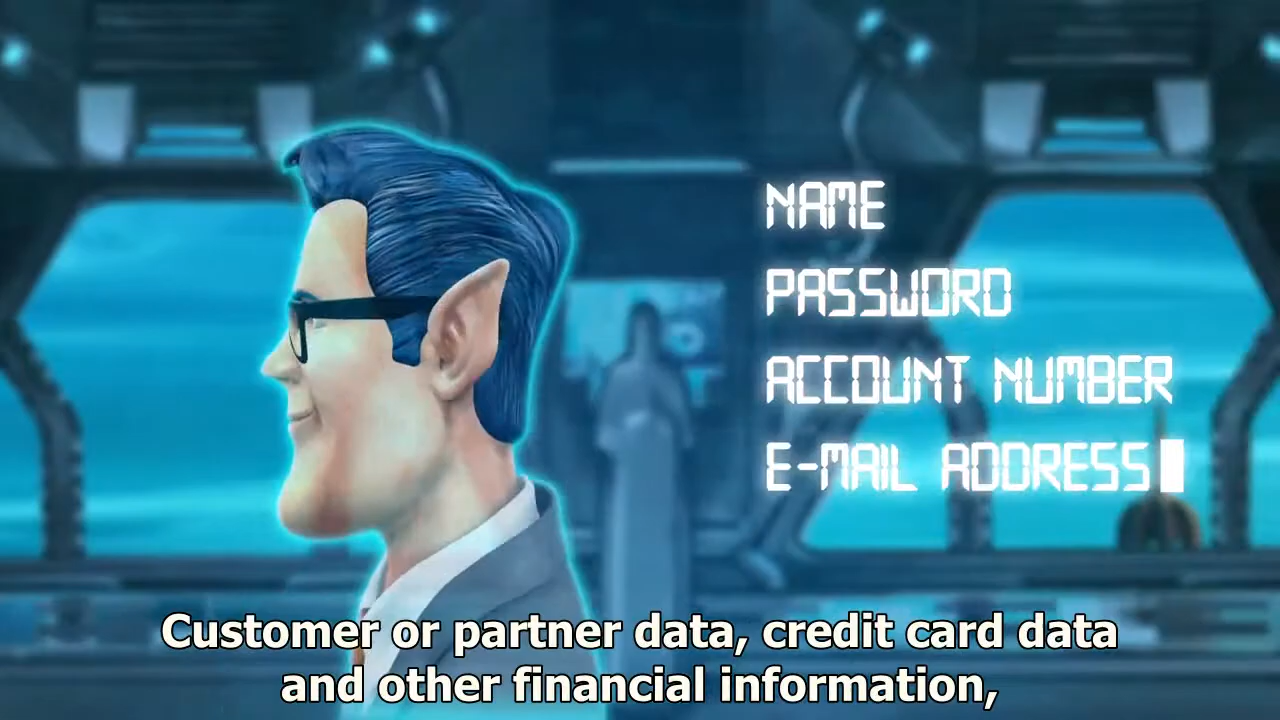 NAME
PASSWORD
ACCOUNT NUMBER
E-MAIL ADDRESS
Customer or partner data, credit card data
and other financial information,